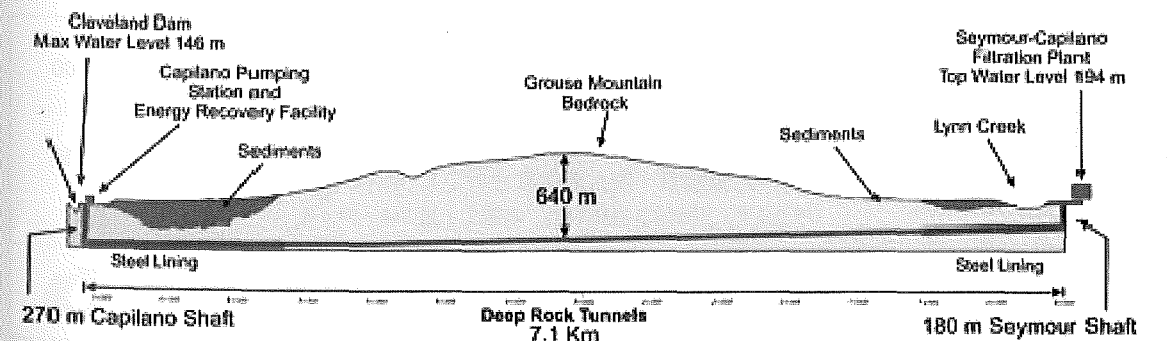 Cleveland Dam
Max Water Level 146 m
Capilano Pumping
Station and
Energy Recovery Facility
Sediments
Grouse Mountain
Bedrock
640 m
Sediments
Lynn Creek
Seymour-Capilano
Filtration Plant
Top Water Level 194 m
Steel Lining
Steel Lining
270 m Capilano Shaft
Deep Rock Tunnels
7.1 Km
180 m Seymour Shaft